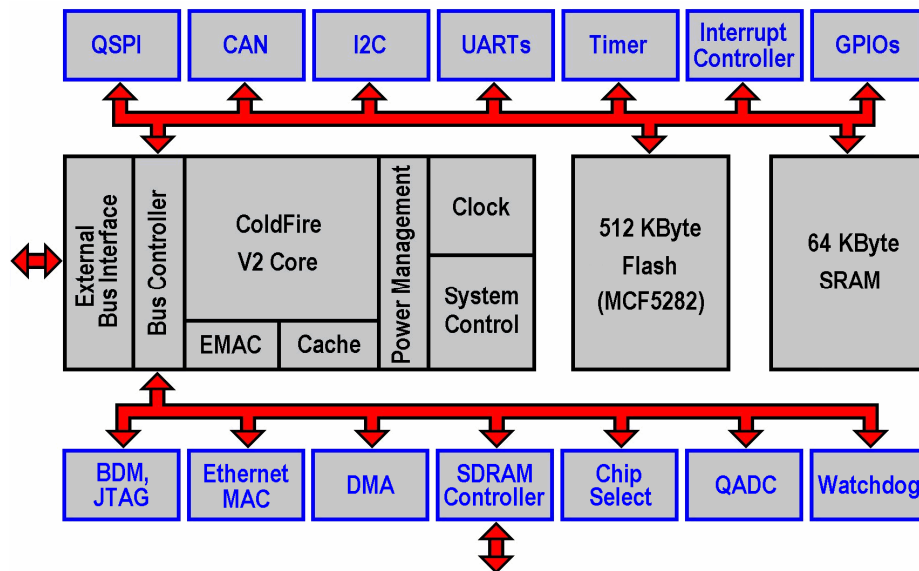 QSPI
CAN
I2C
UARTs
Timer
Interrupt
Controller
GPIOs
External
Bus Interface
Bus Controller
ColdFire
V2 Core
EMAC
Cache
Power Management
Clock
System
Control
512 KByte
Flash
(MCF5282)
64 KByte
SRAM
BDM,
JTAG
Ethernet
MAC
DMA
SDRAM
Controller
Chip
Select
QADC
Watchdog